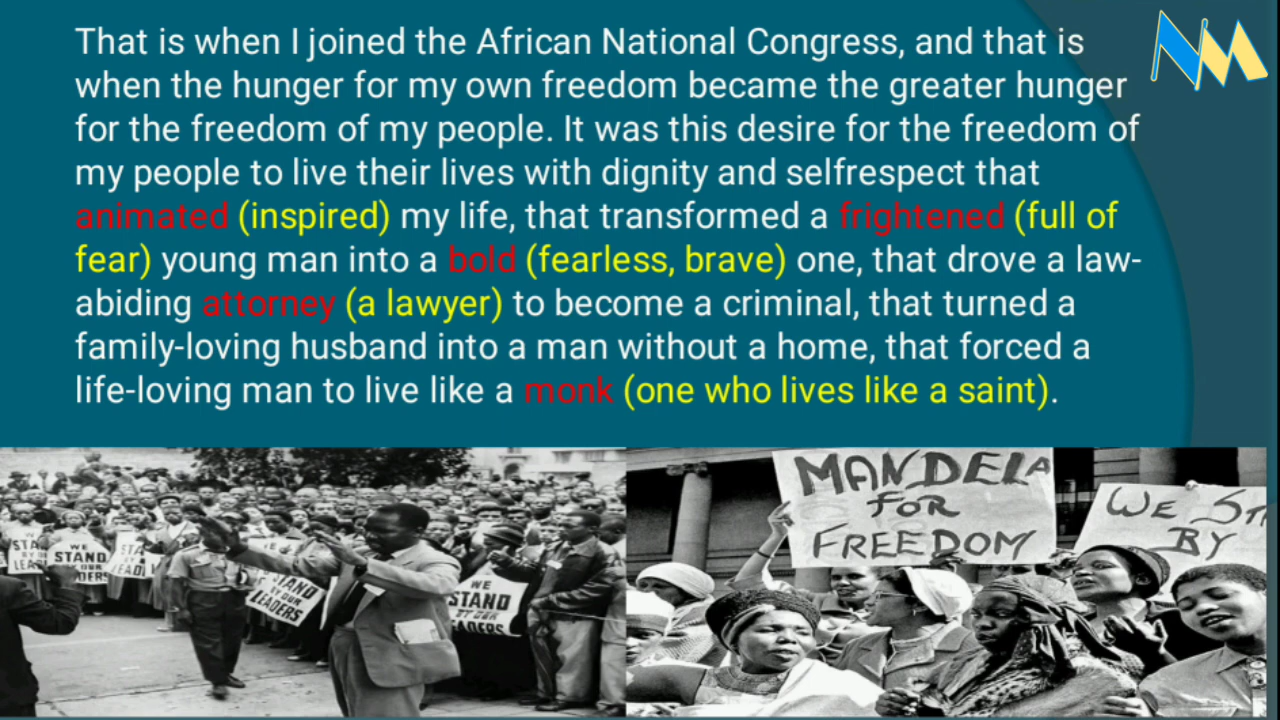 That is when I joined the African National Congress, and that is
when the hunger for my own freedom became the greater hunger
for the freedom of my people. It was this desire for the freedom of
my people to live their lives with dignity and selfrespect that
animated (inspired) my life, that transformed a frightened (full of
fear) young man into a bold (fearless, brave) one, that drove a law-
abiding attorney (a lawyer) to become a criminal, that turned a
family-loving husband into a man without a home, that forced a
life-loving man to live like a monk (one who lives like a saint).
NM
WE
STAND
LEADERS
STAND
BY OUR
LEADERS
WE
STAND
BY OUR
MANDELA
FOR
FREEDOM
WE
BY